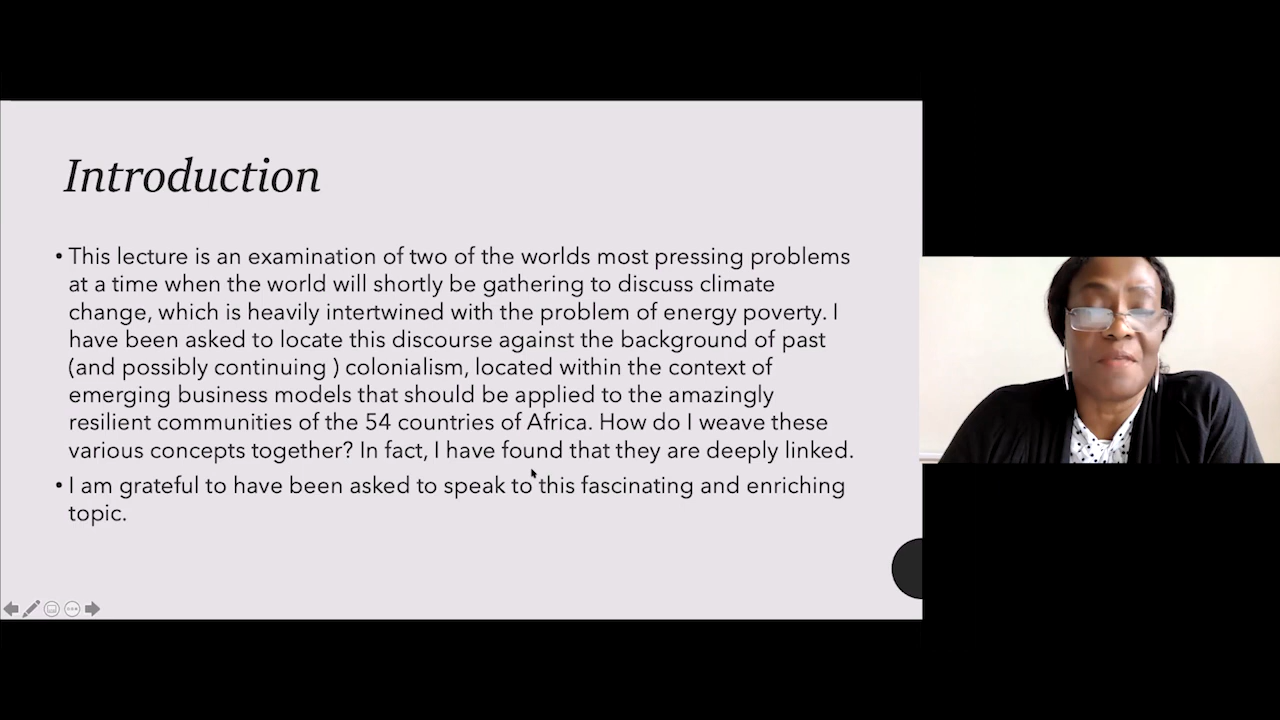 Introduction
• This lecture is an examination of two of the worlds most pressing problems
at a time when the world will shortly be gathering to discuss climate
change, which is heavily intertwined with the problem of energy poverty. I
have been asked to locate this discourse against the background of past
(and possibly continuing ) colonialism, located within the context of
emerging business models that should be applied to the amazingly
resilient communities of the 54 countries of Africa. How do I weave these
various concepts together? In fact, I have found that they are deeply linked.
• I am grateful to have been asked to speak to this fascinating and enriching
topic.